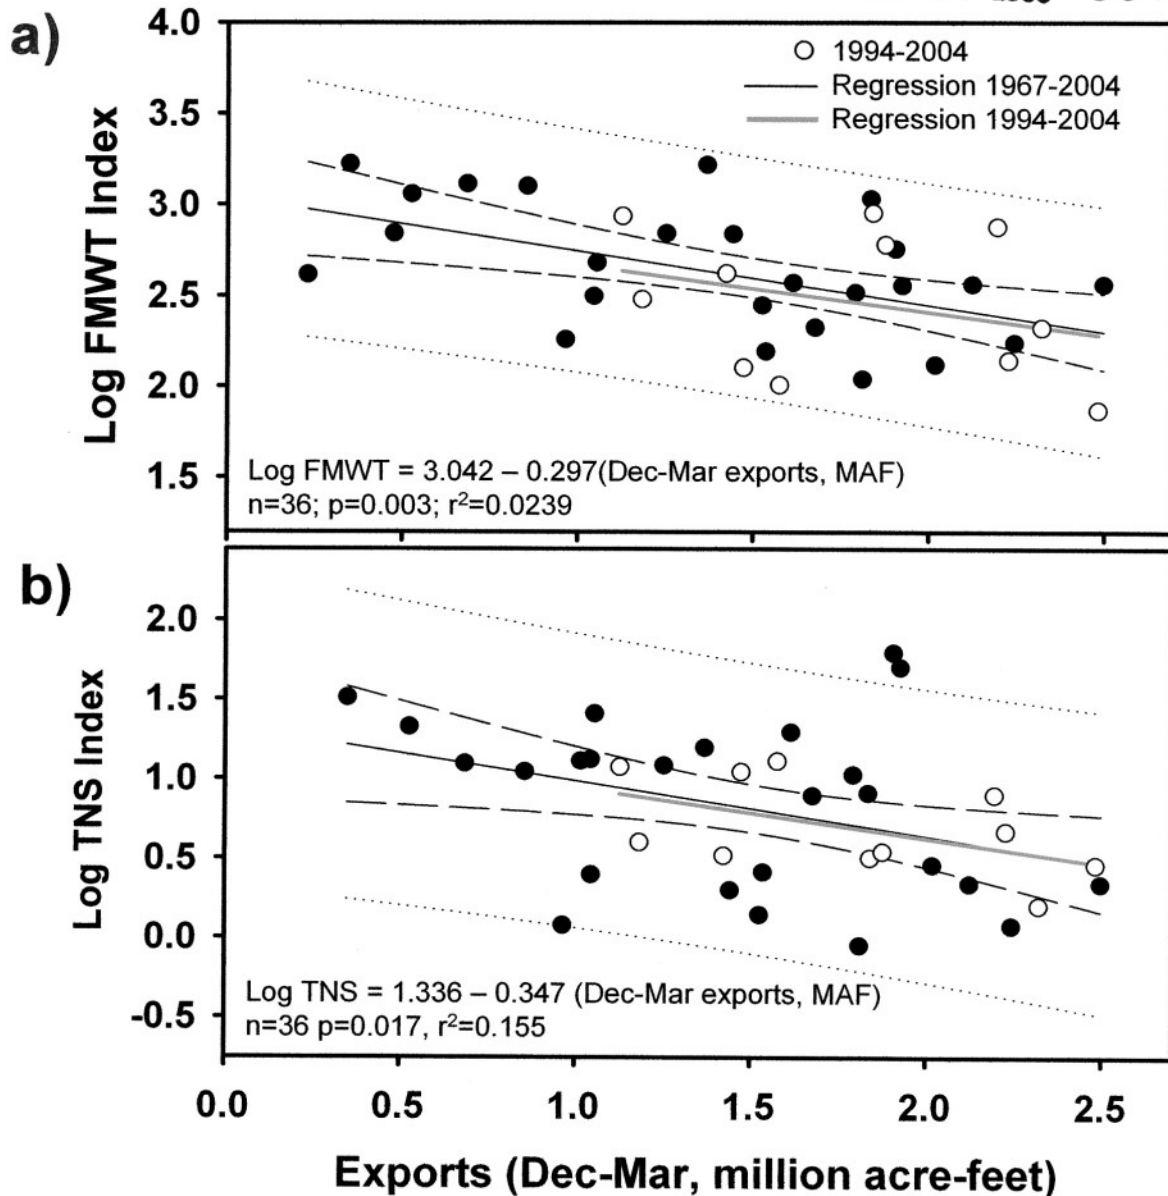 a)
4.0
3.5
3.0
2.5
2.0
1.5
Log FMWT Index
1994-2004
Regression 1967-2004
Regression 1994-2004
Log FMWT = 3.042 – 0.297(Dec-Mar exports, MAF)
n=36; p=0.003; r²=0.0239
b)
2.0
1.5
1.0
0.5
0.0
-0.5
Log TNS Index
Log TNS = 1.336 – 0.347 (Dec-Mar exports, MAF)
n=36 p=0.017, r²=0.155
0.0 0.5 1.0 1.5 2.0 2.5
Exports (Dec-Mar, million acre-feet)